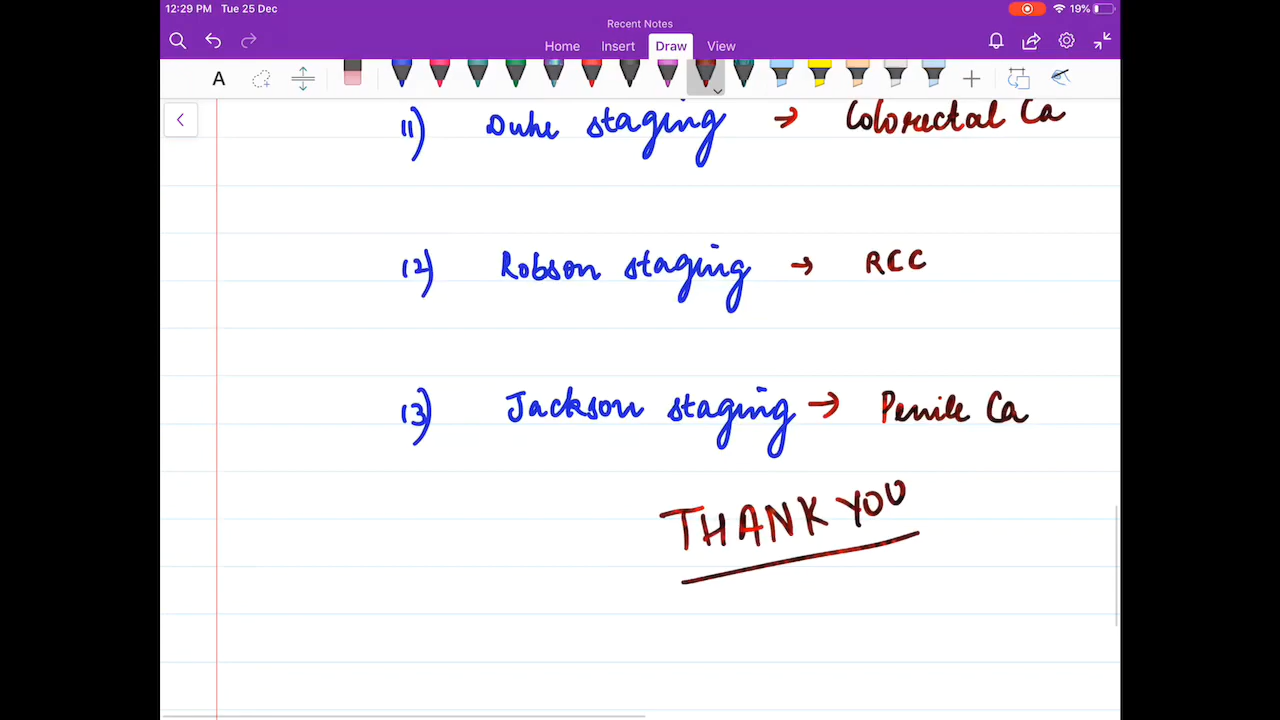 12:29 PM Tue 25 Dec 19%
Recent Notes
Home Insert Draw View
A
11) Duke staging → Colorectal Ca
12) Robson staging → RCC
13) Jackson staging → Penile Ca
THANK YOU